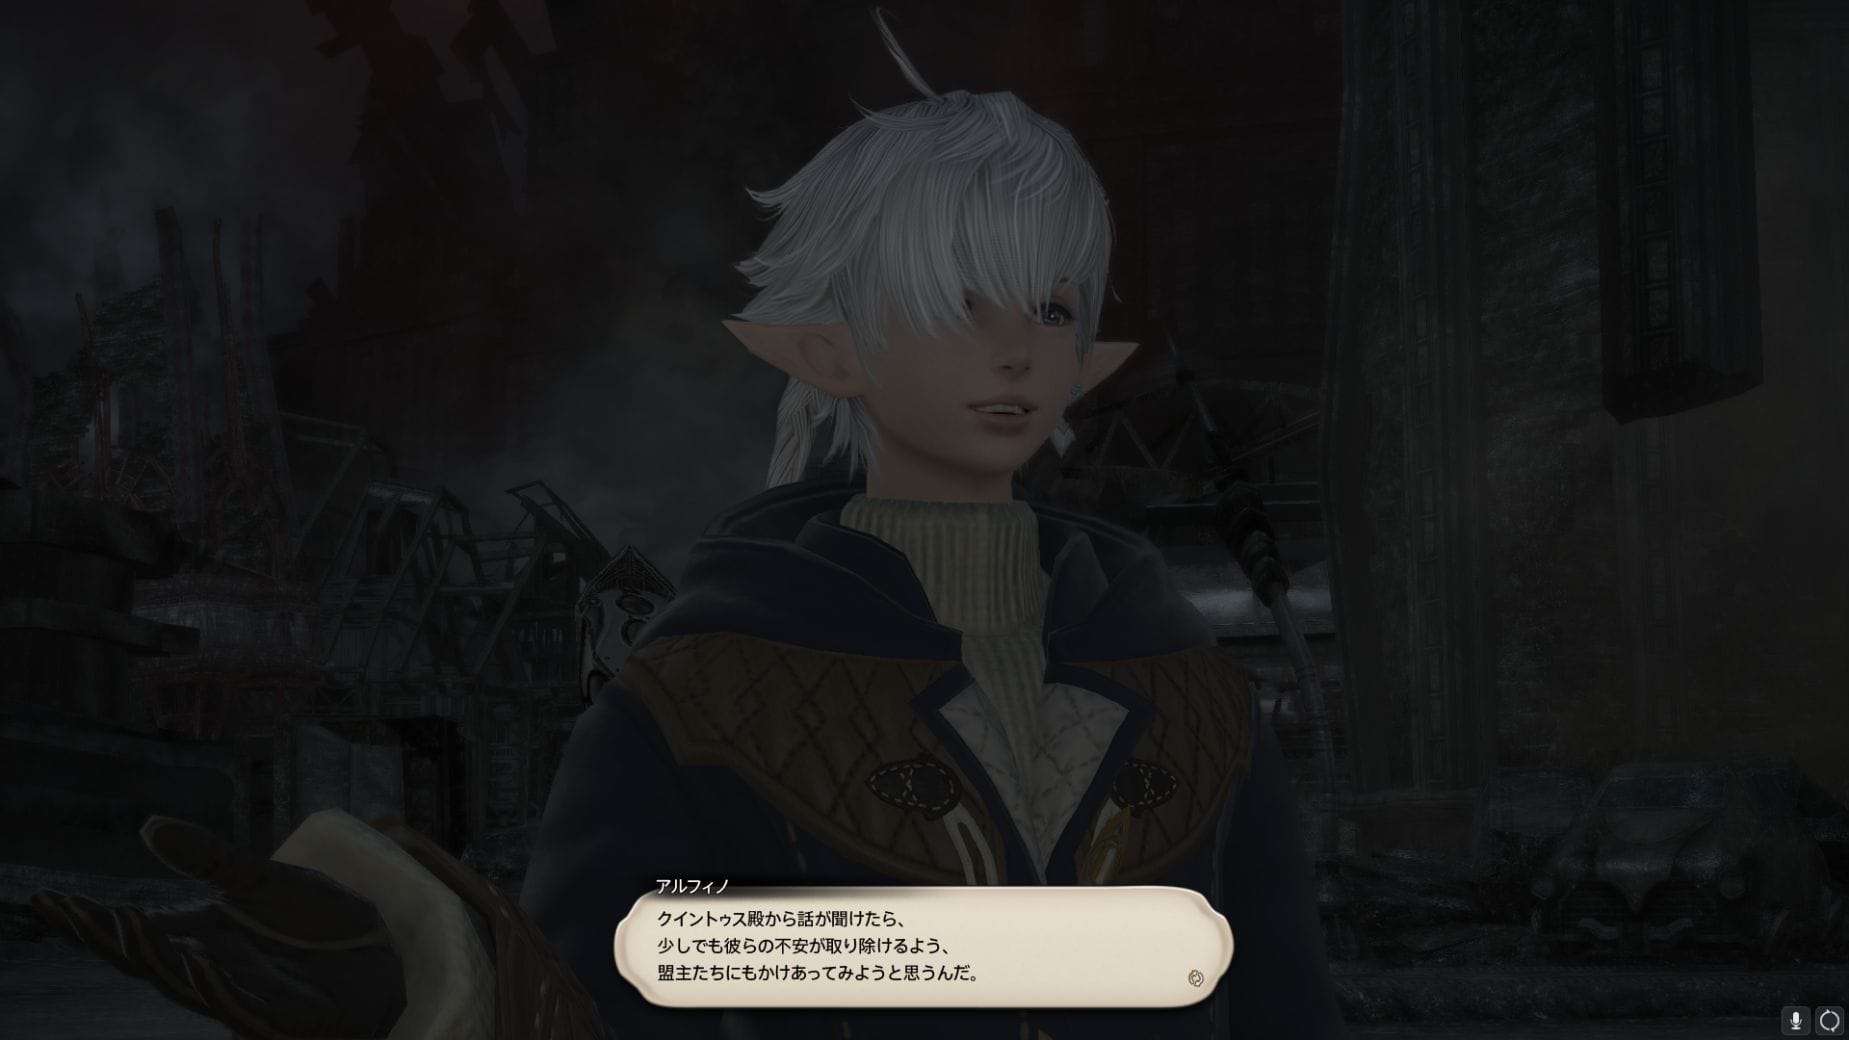 アルフィノ
クイントゥス殿から話が聞けたら、
少しでも彼らの不安が取り除けるよう、
盟主たちにもかけあってみようと思うんだ。